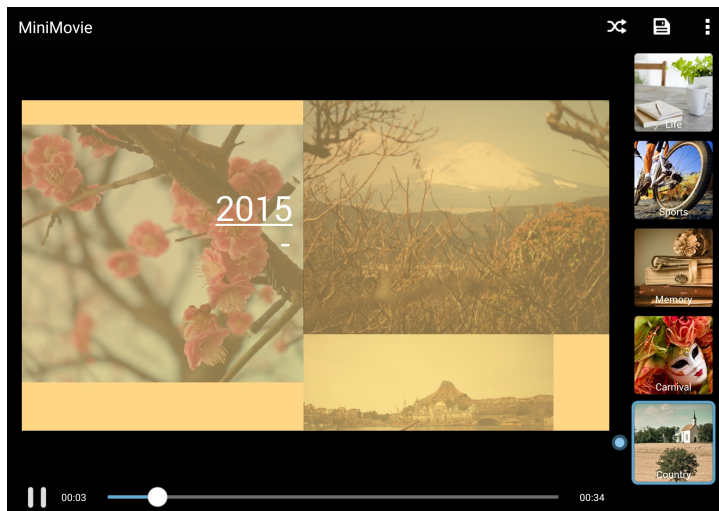 MiniMovie
2015
-
Life
Sports
Memory
Carnival
Country
00:03
00:34